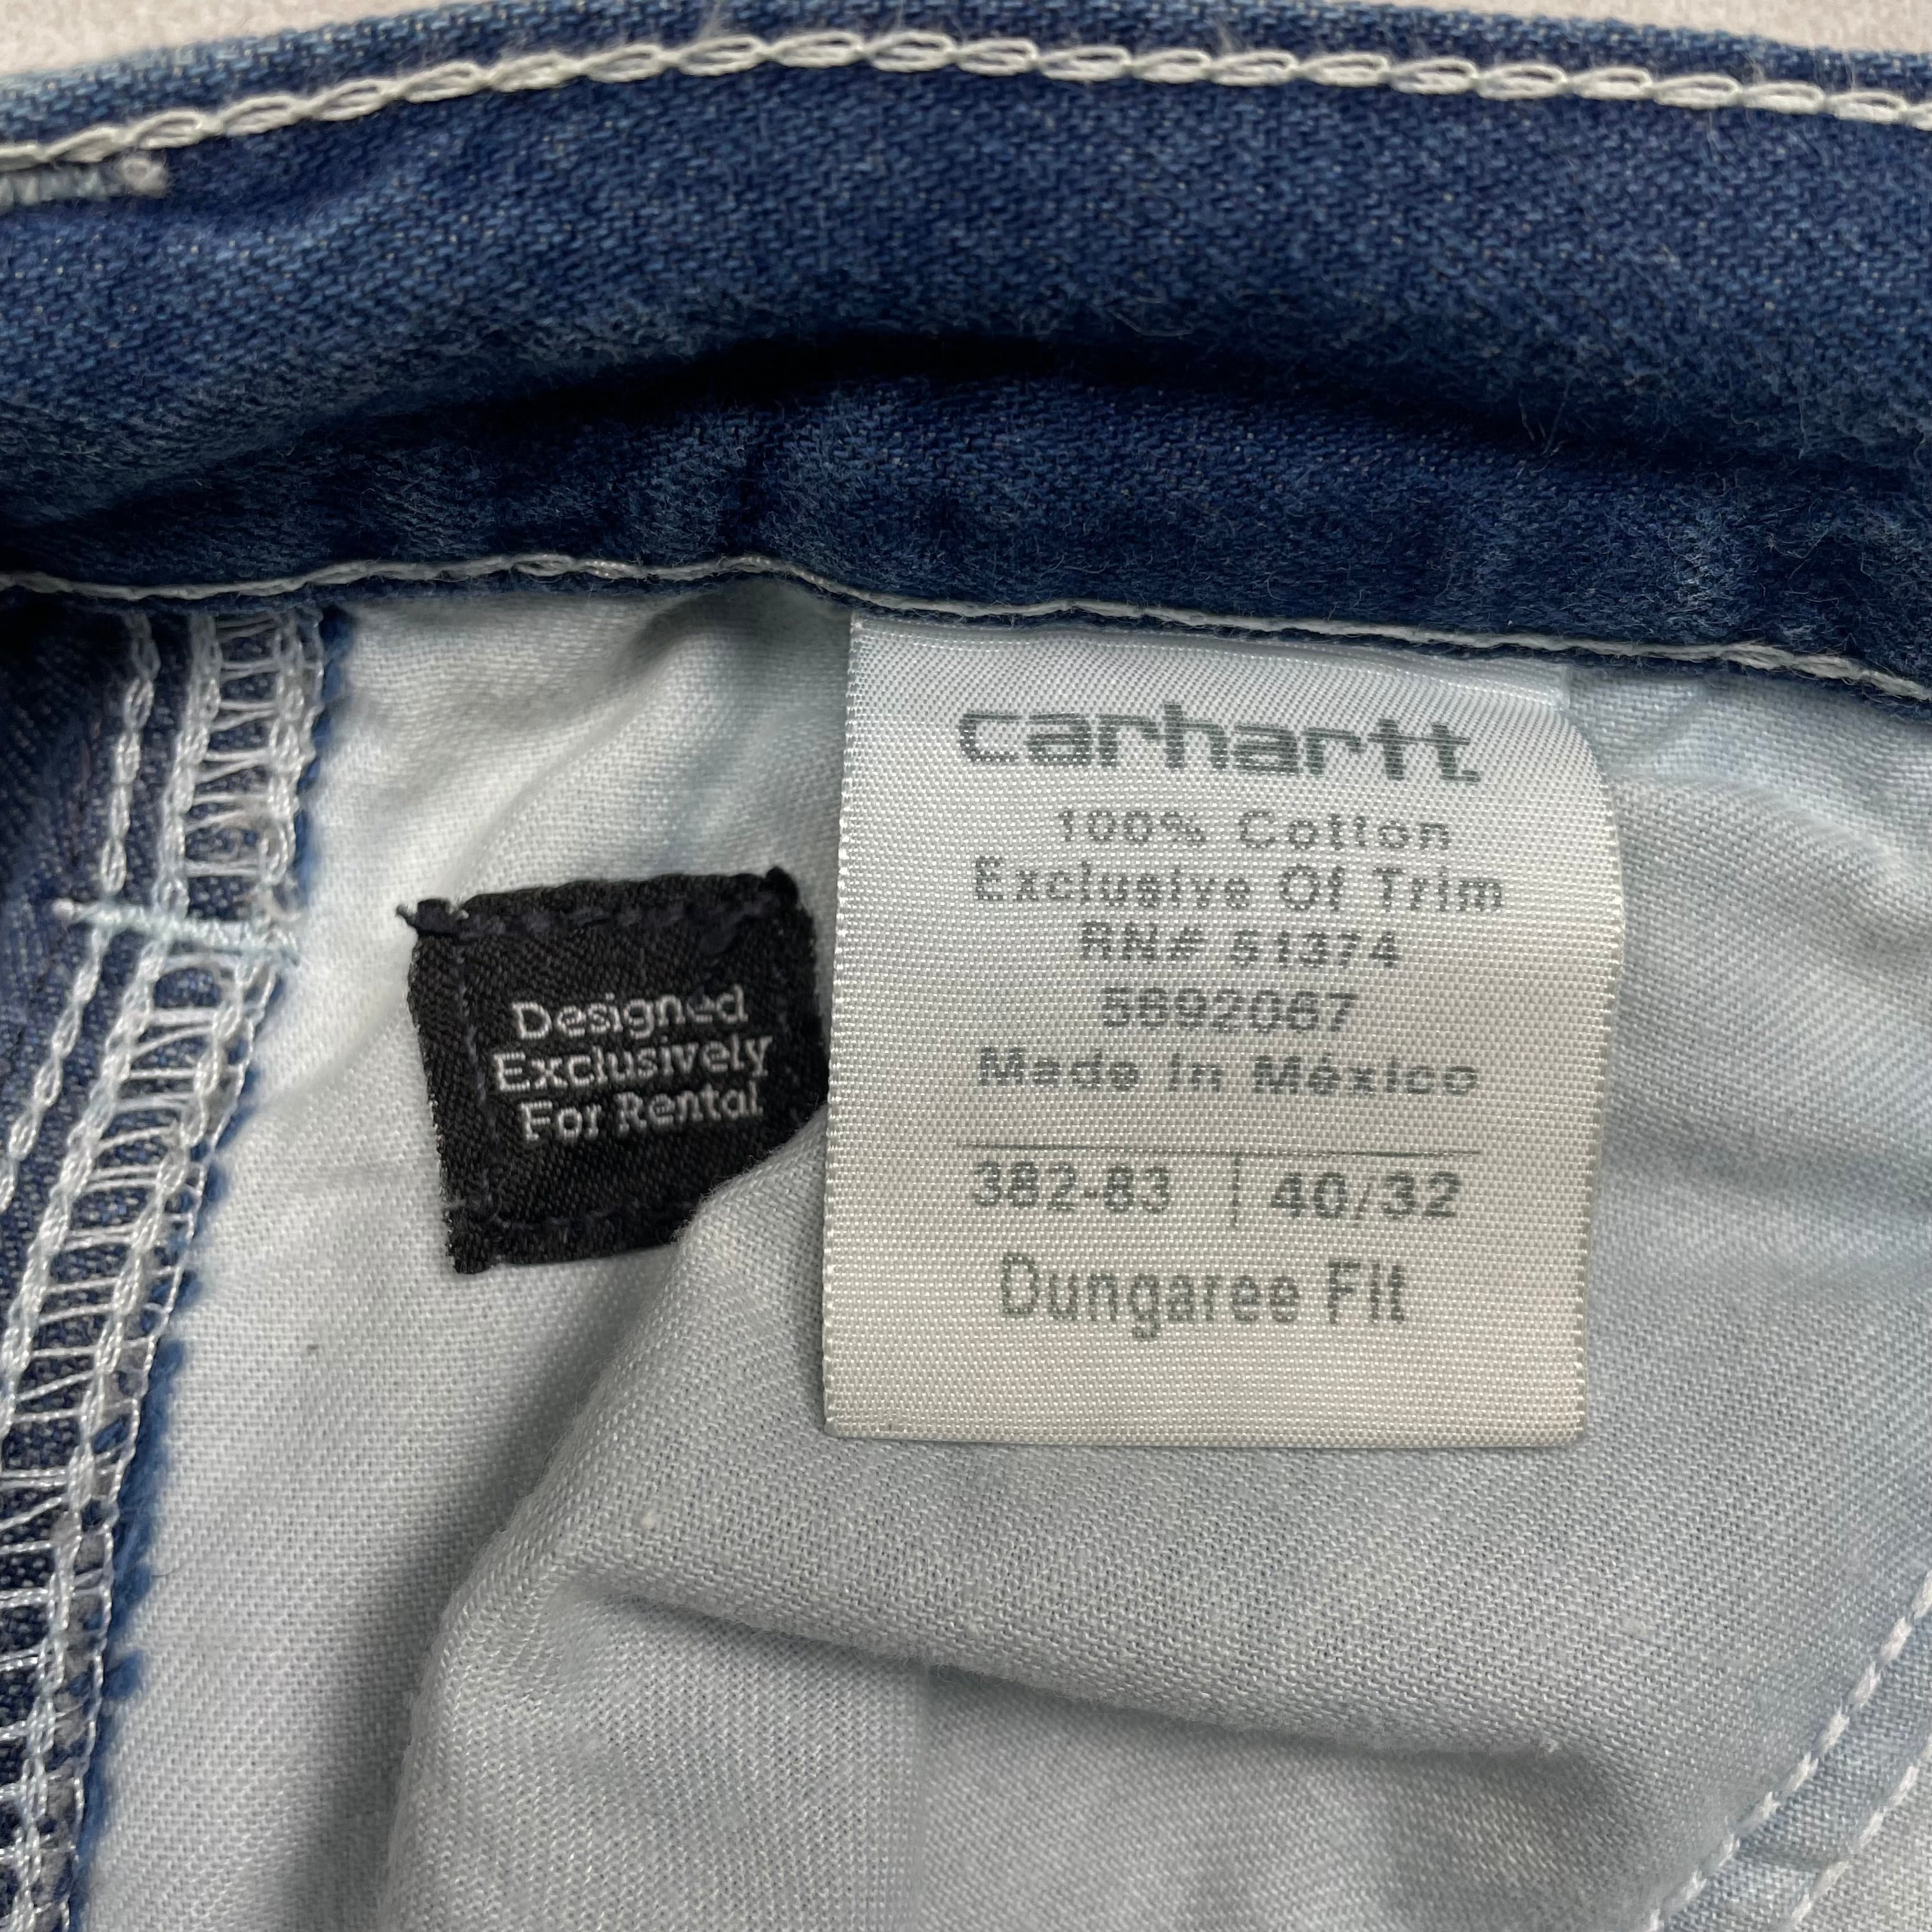 Designed
Exclusively
For Rental
carhartt
100% Cotton
Exclusive Of Trim
RN# 51374
5692067
Made In México
382-83 | 40/32
Dungaree Fit